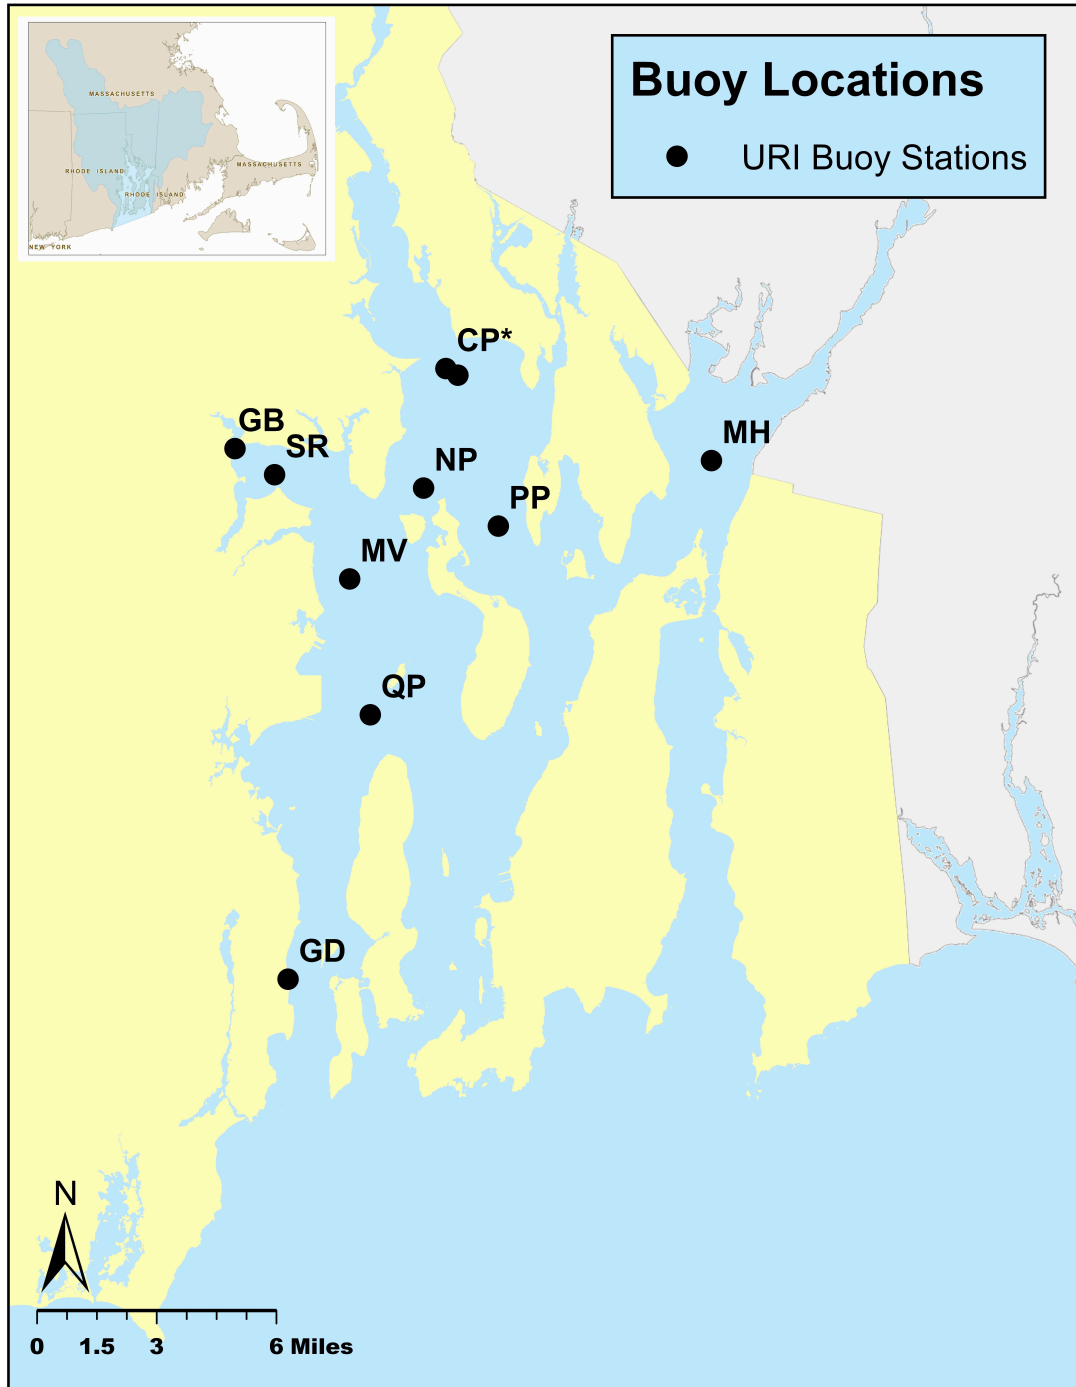 MASSACHUSETTS
RHODE ISLAND
MASSACHUSETTS
RHODE ISLAND
NEW YORK
Buoy Locations
URI Buoy Stations
CP*
GB
SR
NP
MH
PP
MV
QP
GD
N
0 1.5 3 6 Miles